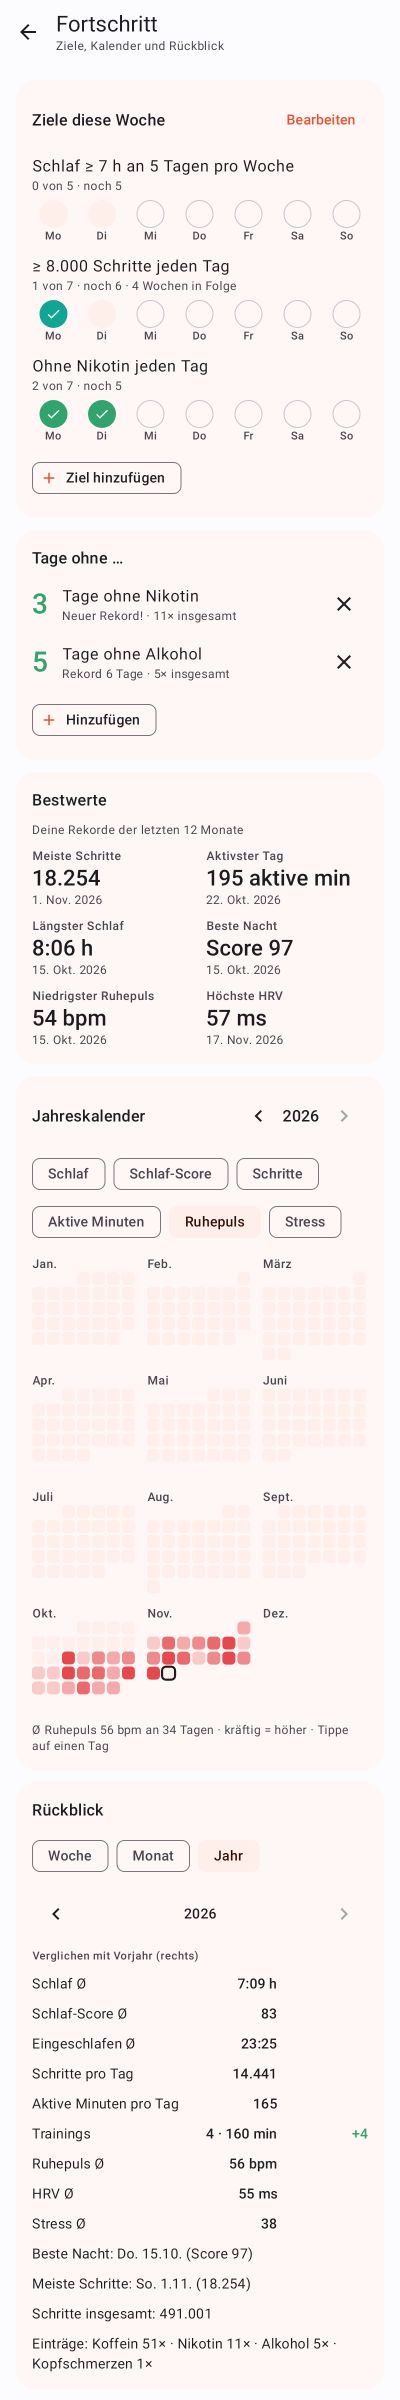 Fortschritt
Ziele, Kalender und Rückblick
Ziele diese Woche
Bearbeiten
Schlaf ≥ 7 h an 5 Tagen pro Woche
0 von 5 · noch 5
Mo Di Mi Do Fr Sa So
≥ 8.000 Schritte jeden Tag
1 von 7 · noch 6 · 4 Wochen in Folge
Mo Di Mi Do Fr Sa So
Ohne Nikotin jeden Tag
2 von 7 · noch 5
Mo Di Mi Do Fr Sa So
+ Ziel hinzufügen
Tage ohne ...
3 Tage ohne Nikotin
Neuer Rekord! · 11× insgesamt
5 Tage ohne Alkohol
Rekord 6 Tage · 5× insgesamt
+ Hinzufügen
Bestwerte
Deine Rekorde der letzten 12 Monate
Meiste Schritte
18.254
1. Nov. 2026
Aktivster Tag
195 aktive min
22. Okt. 2026
Längster Schlaf
8:06 h
15. Okt. 2026
Beste Nacht
Score 97
15. Okt. 2026
Niedrigster Ruhepuls
54 bpm
15. Okt. 2026
Höchste HRV
57 ms
17. Nov. 2026
Jahreskalender
2026
Schlaf Schlaf-Score Schritte
Aktive Minuten Ruhepuls Stress
Jan. Feb. März
Apr. Mai Juni
Juli Aug. Sept.
Okt. Nov. Dez.
Ø Ruhepuls 56 bpm an 34 Tagen · kräftig = höher · Tippe
auf einen Tag
Rückblick
Woche Monat Jahr
2026
Verglichen mit Vorjahr (rechts)
Schlaf Ø 7:09 h
Schlaf-Score Ø 83
Eingeschlafen Ø 23:25
Schritte pro Tag 14.441
Aktive Minuten pro Tag 165
Trainings 4 · 160 min +4
Ruhepuls Ø 56 bpm
HRV Ø 55 ms
Stress Ø 38
Beste Nacht: Do. 15.10. (Score 97)
Meiste Schritte: So. 1.11. (18.254)
Schritte insgesamt: 491.001
Einträge: Koffein 51× · Nikotin 11× · Alkohol 5× ·
Kopfschmerzen 1×